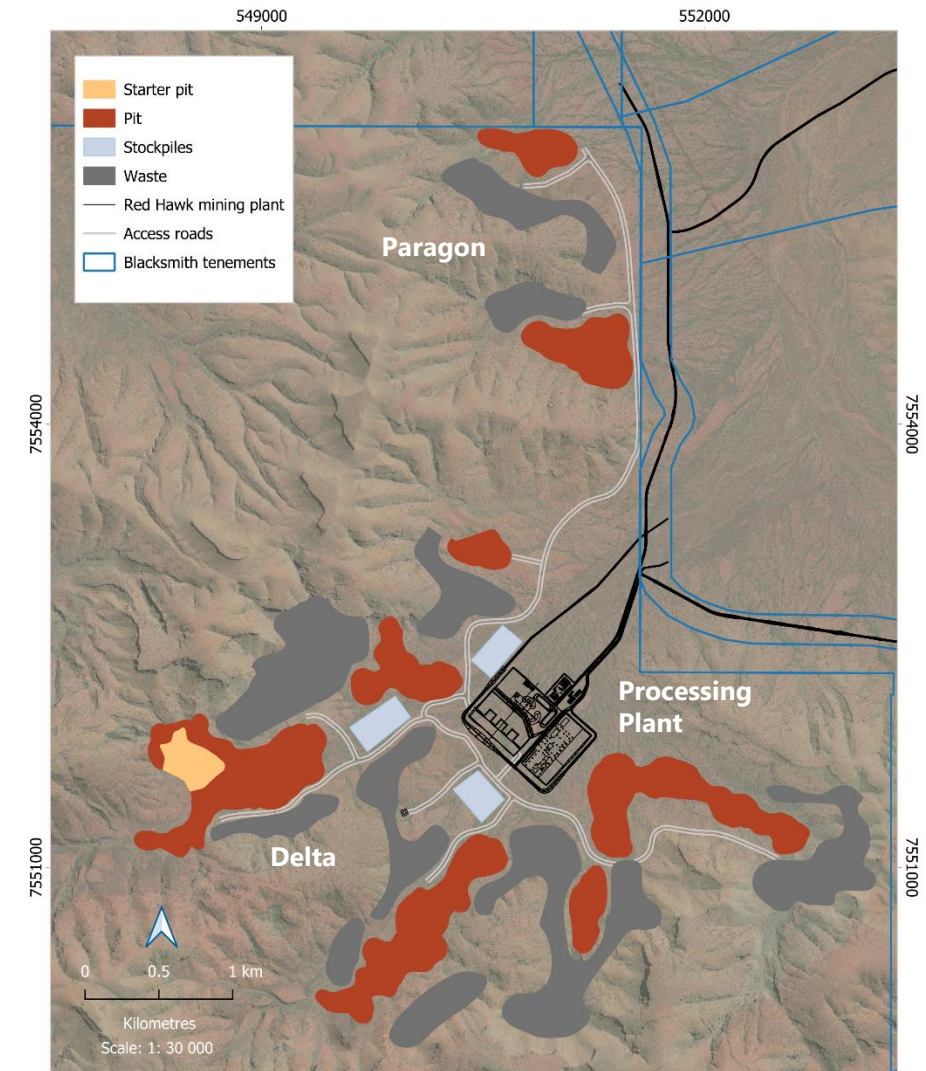 549000
552000
Starter pit
Pit
Stockpiles
Waste
Red Hawk mining plant
Access roads
Blacksmith tenements
Paragon
7554000
7554000
Processing
Plant
Delta
7551000
7551000
0 0.5 1 km
Kilometres
Scale: 1: 30 000